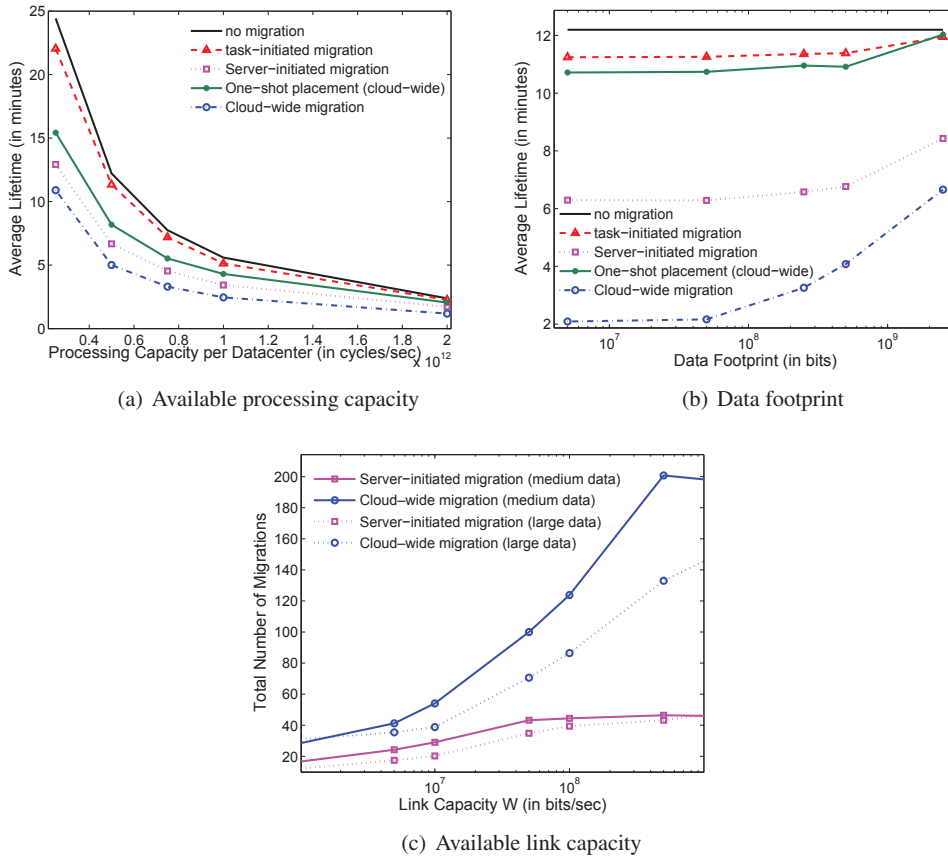 25
20
15
10
5
0
Average Lifetime (in minutes)
no migration
task−initiated migration
Server−initiated migration
One−shot placement (cloud−wide)
Cloud−wide migration
0.4 0.6 0.8 1 1.2 1.4 1.6 1.8 2
Processing Capacity per Datacenter (in cycles/sec)
x 10^12
(a) Available processing capacity
12
10
8
6
4
2
Average Lifetime (in minutes)
no migration
task−initiated migration
Server−initiated migration
One−shot placement (cloud−wide)
Cloud−wide migration
10^7 10^8 10^9
Data Footprint (in bits)
(b) Data footprint
200
180
160
140
120
100
80
60
40
20
Total Number of Migrations
Server−initiated migration (medium data)
Cloud–wide migration (medium data)
Server−initiated migration (large data)
Cloud–wide migration (large data)
10^7 10^8
Link Capacity W (in bits/sec)
(c) Available link capacity